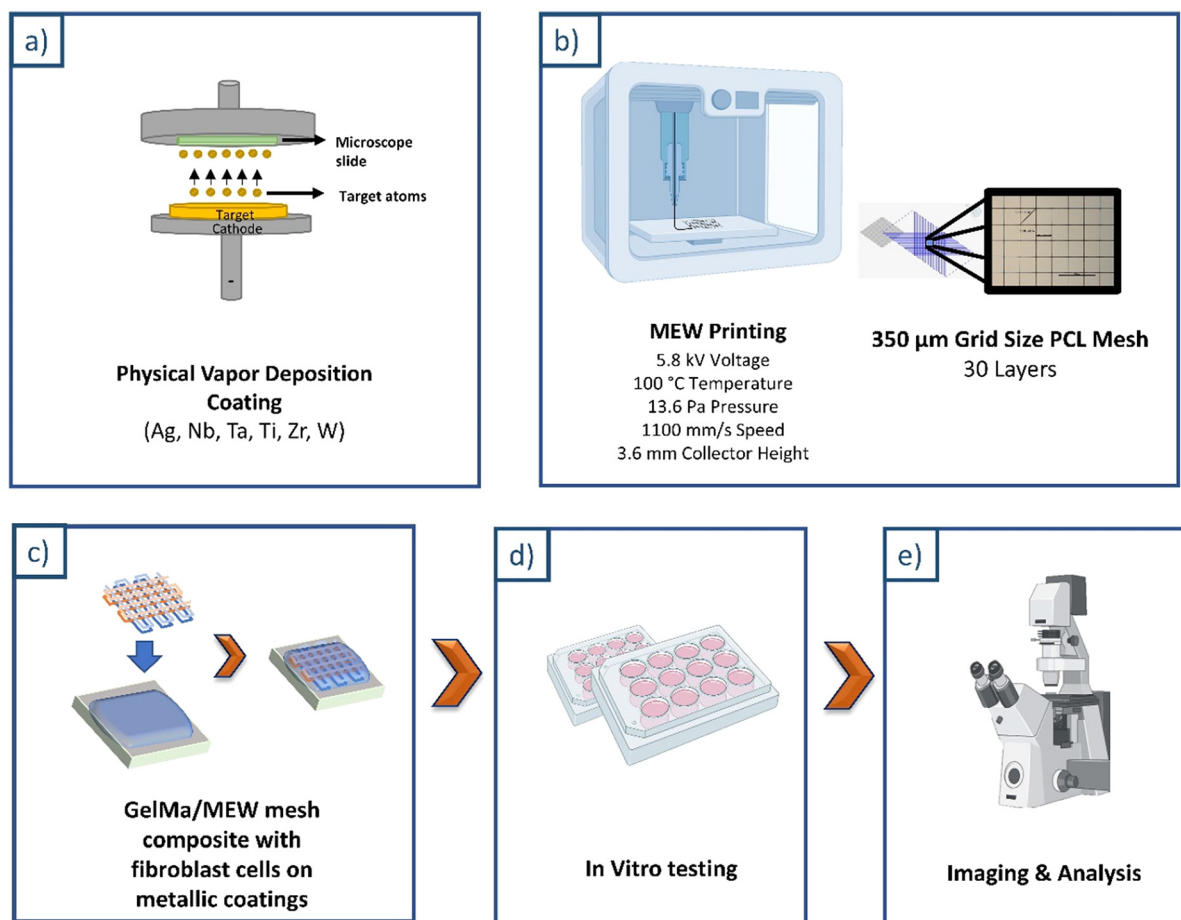 a)
Microscope
slide
Target atoms
Target
Cathode
Physical Vapor Deposition
Coating
(Ag, Nb, Ta, Ti, Zr, W)
b)
MEW Printing
5.8 kV Voltage
100 °C Temperature
13.6 Pa Pressure
1100 mm/s Speed
3.6 mm Collector Height
350 µm Grid Size PCL Mesh
30 Layers
c)
GelMa/MEW mesh
composite with
fibroblast cells on
metallic coatings
d)
In Vitro testing
e)
Imaging & Analysis